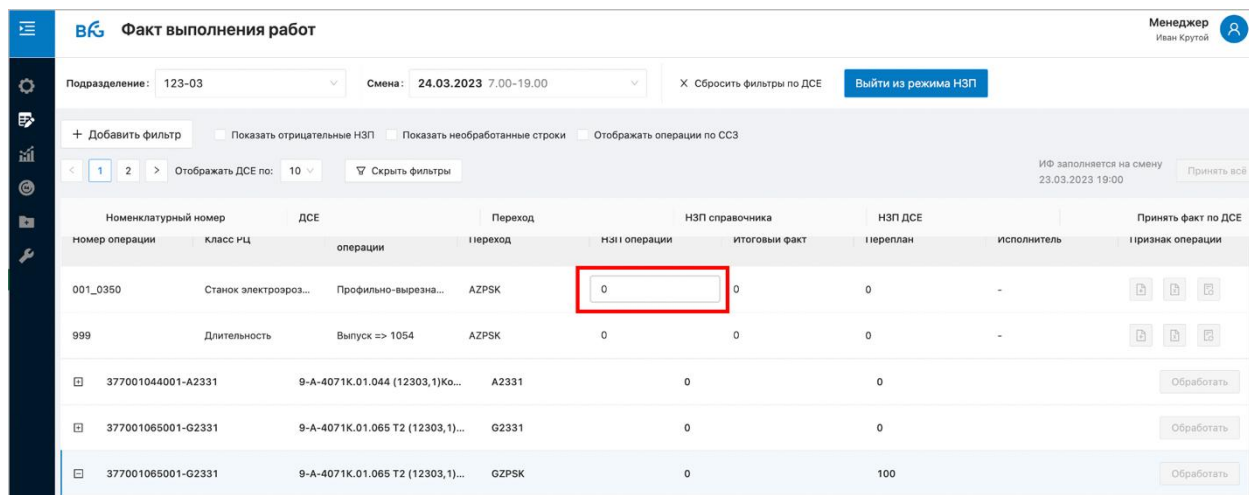 BFG Факт выполнения работ
Менеджер
Иван Крутой
Подразделение: 123-03 Смена: 24.03.2023 7.00-19.00 X Сбросить фильтры по ДСЕ Выйти из режима НЗП
+ Добавить фильтр Показать отрицательные НЗП Показать необработанные строки Отображать операции по ССЗ
< 1 2 > Отображать ДСЕ по: 10 Скрыть фильтры
ИФ заполняется на смену
23.03.2023 19:00
Принять всё
Номенклатурный номер ДСЕ Переход НЗП справочника НЗП ДСЕ Принять факт по ДСЕ
Номер операции Класс РЦ операции Переход НЗП операции Итоговый факт Переплан Исполнитель Признак операции
001_0350 Станок электроэроз... Профильно-вырезна... AZPSK 0 0 0 -
999 Длительность Выпуск => 1054 AZPSK 0 0 0 -
377001044001-A2331 9-А-4071К.01.044 (12303,1)Ко... A2331 0 0 Обработать
377001065001-G2331 9-А-4071К.01.065 Т2 (12303,1)... G2331 0 0 Обработать
377001065001-G2331 9-А-4071К.01.065 Т2 (12303,1)... GZPSK 0 100 Обработать